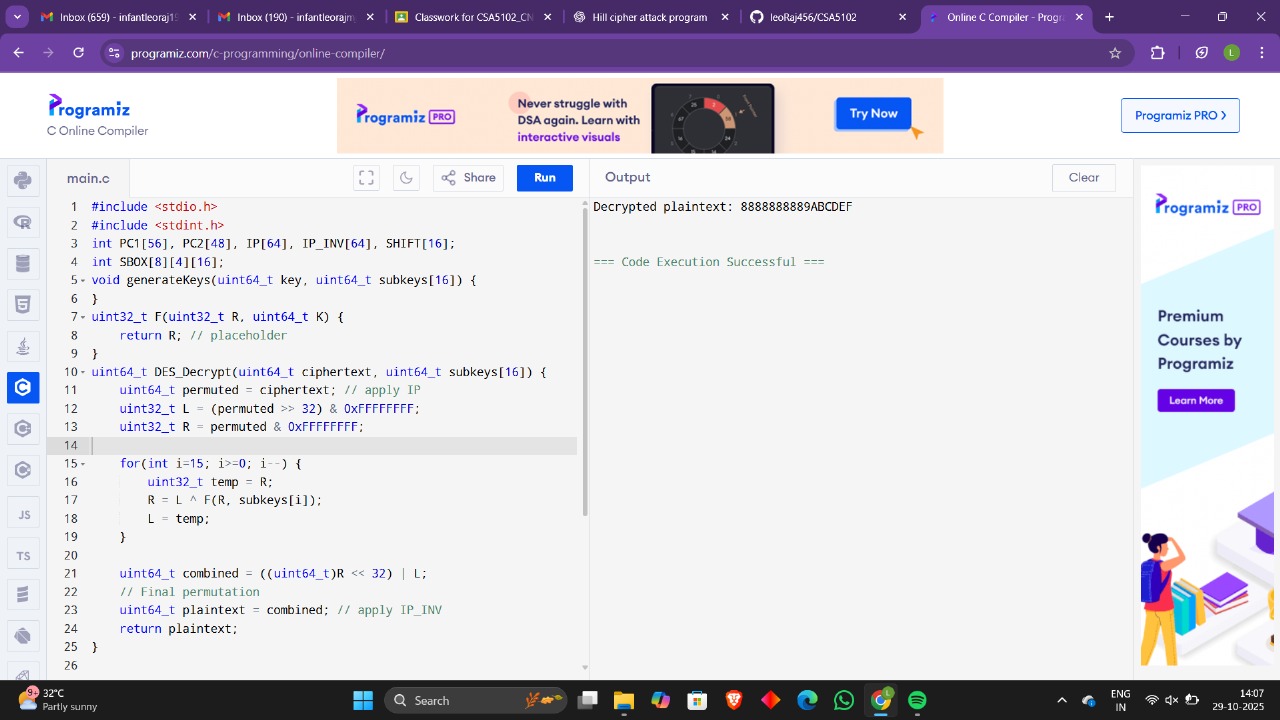 Inbox (659) - infantleoraj19
Inbox (190) - infantleorajm
Classwork for CSA5102_CN
Hill cipher attack program
leoRaj456/CSA5102
Online C Compiler - Progr
programiz.com/c-programming/online-compiler/
L
Programiz
C Online Compiler
Programiz PRO
Never struggle with
DSA again. Learn with
interactive visuals
Try Now
Programiz PRO
main.c
Share
Run
Output
Clear
1 #include <stdio.h>
2 #include <stdint.h>
3 int PC1[56], PC2[48], IP[64], IP_INV[64], SHIFT[16];
4 int SBOX[8][4][16];
5 void generateKeys(uint64_t key, uint64_t subkeys[16]) {
6 }
7 uint32_t F(uint32_t R, uint64_t K) {
8     return R; // placeholder
9 }
10 uint64_t DES_Decrypt(uint64_t ciphertext, uint64_t subkeys[16]) {
11     uint64_t permuted = ciphertext; // apply IP
12     uint32_t L = (permuted >> 32) & 0xFFFFFFFF;
13     uint32_t R = permuted & 0xFFFFFFFF;
14
15     for(int i=15; i>=0; i--) {
16         uint32_t temp = R;
17         R = L ^ F(R, subkeys[i]);
18         L = temp;
19     }
20
21     uint64_t combined = ((uint64_t)R << 32) | L;
22     // Final permutation
23     uint64_t plaintext = combined; // apply IP_INV
24     return plaintext;
25 }
26
Decrypted plaintext: 8888888889ABCDEF
=== Code Execution Successful ===
JS
TS
Programiz PRO
Premium
Courses by
Programiz
Learn More
9+
32°C
Partly sunny
Search
L
ENG
IN
14:07
29-10-2025